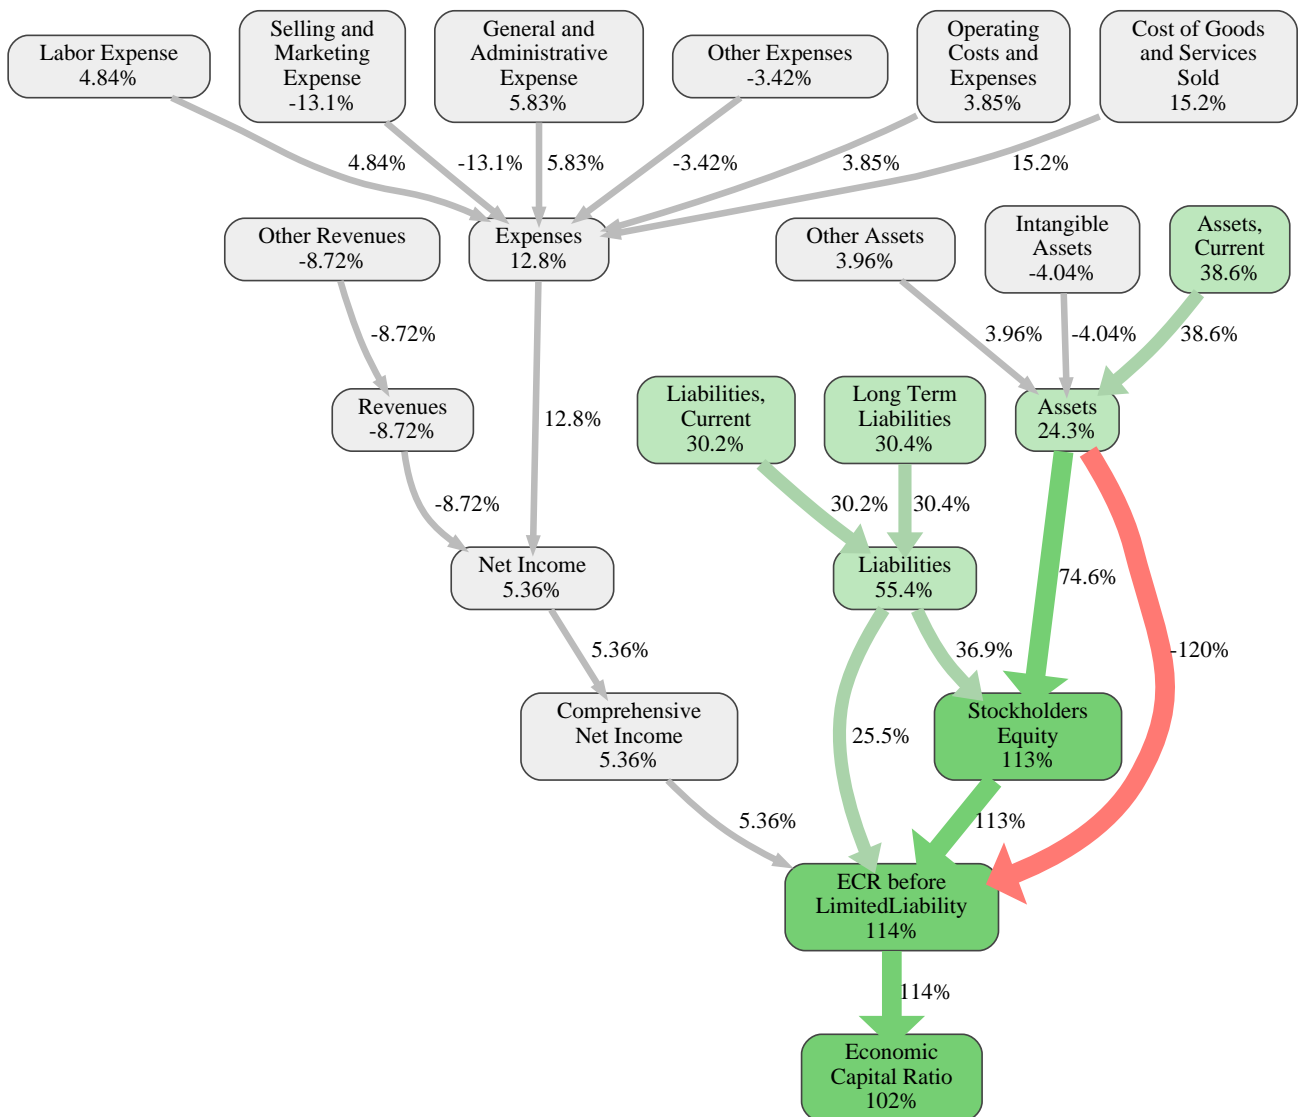 Labor Expense
4.84%
Selling and
Marketing
Expense
-13.1%
General and
Administrative
Expense
5.83%
Other Expenses
-3.42%
Operating
Costs and
Expenses
3.85%
Cost of Goods
and Services
Sold
15.2%
4.84%
-13.1%
5.83%
-3.42%
3.85%
15.2%
Other Revenues
-8.72%
Expenses
12.8%
Other Assets
3.96%
Intangible
Assets
-4.04%
Assets,
Current
38.6%
-8.72%
12.8%
3.96%
-4.04%
38.6%
Revenues
-8.72%
Liabilities,
Current
30.2%
Long Term
Liabilities
30.4%
Assets
24.3%
-8.72%
30.2%
30.4%
Net Income
5.36%
Liabilities
55.4%
74.6%
5.36%
36.9%
-120%
Comprehensive
Net Income
5.36%
25.5%
Stockholders
Equity
113%
5.36%
113%
ECR before
LimitedLiability
114%
114%
Economic
Capital Ratio
102%